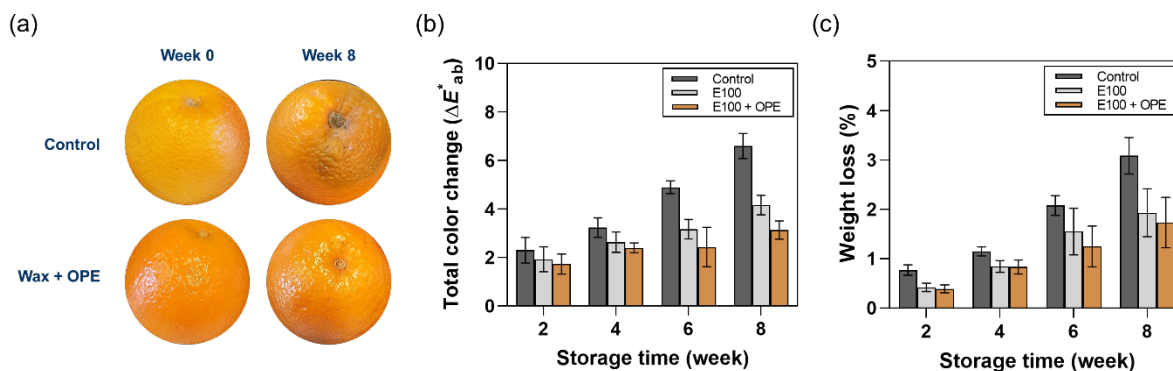 (a)
Week 0 Week 8
Control
Wax + OPE
(b)
Total color change (ΔE*ab)
10
8
6
4
2
0
Control
E100
E100 + OPE
2 4 6 8
Storage time (week)
(c)
Weight loss (%)
5
4
3
2
1
0
Control
E100
E100 + OPE
2 4 6 8
Storage time (week)